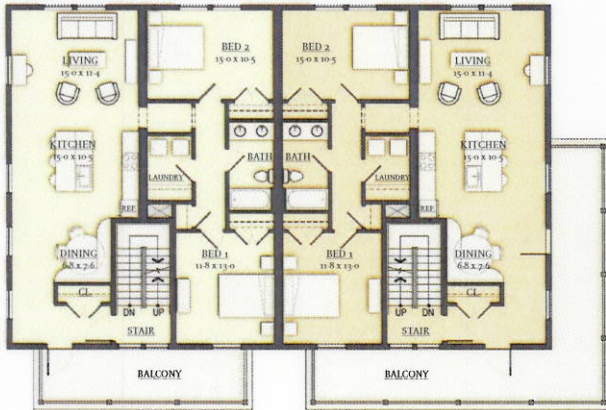 LIVING
15-0 x 11-4
BED 2
15-0 x 10-5
BED 2
15-0 x 10-5
LIVING
15-0 x 11-4
KITCHEN
15-0 x 10-5
BATH
BATH
KITCHEN
15-0 x 10-5
LAUNDRY
LAUNDRY
REF.
REF.
DINING
6-8 x 7-6
BED 1
11-8 x 13-0
BED 1
11-8 x 13-0
DINING
6-8 x 7-6
CL.
CL.
DN UP
DN UP
STAIR
STAIR
BALCONY
BALCONY